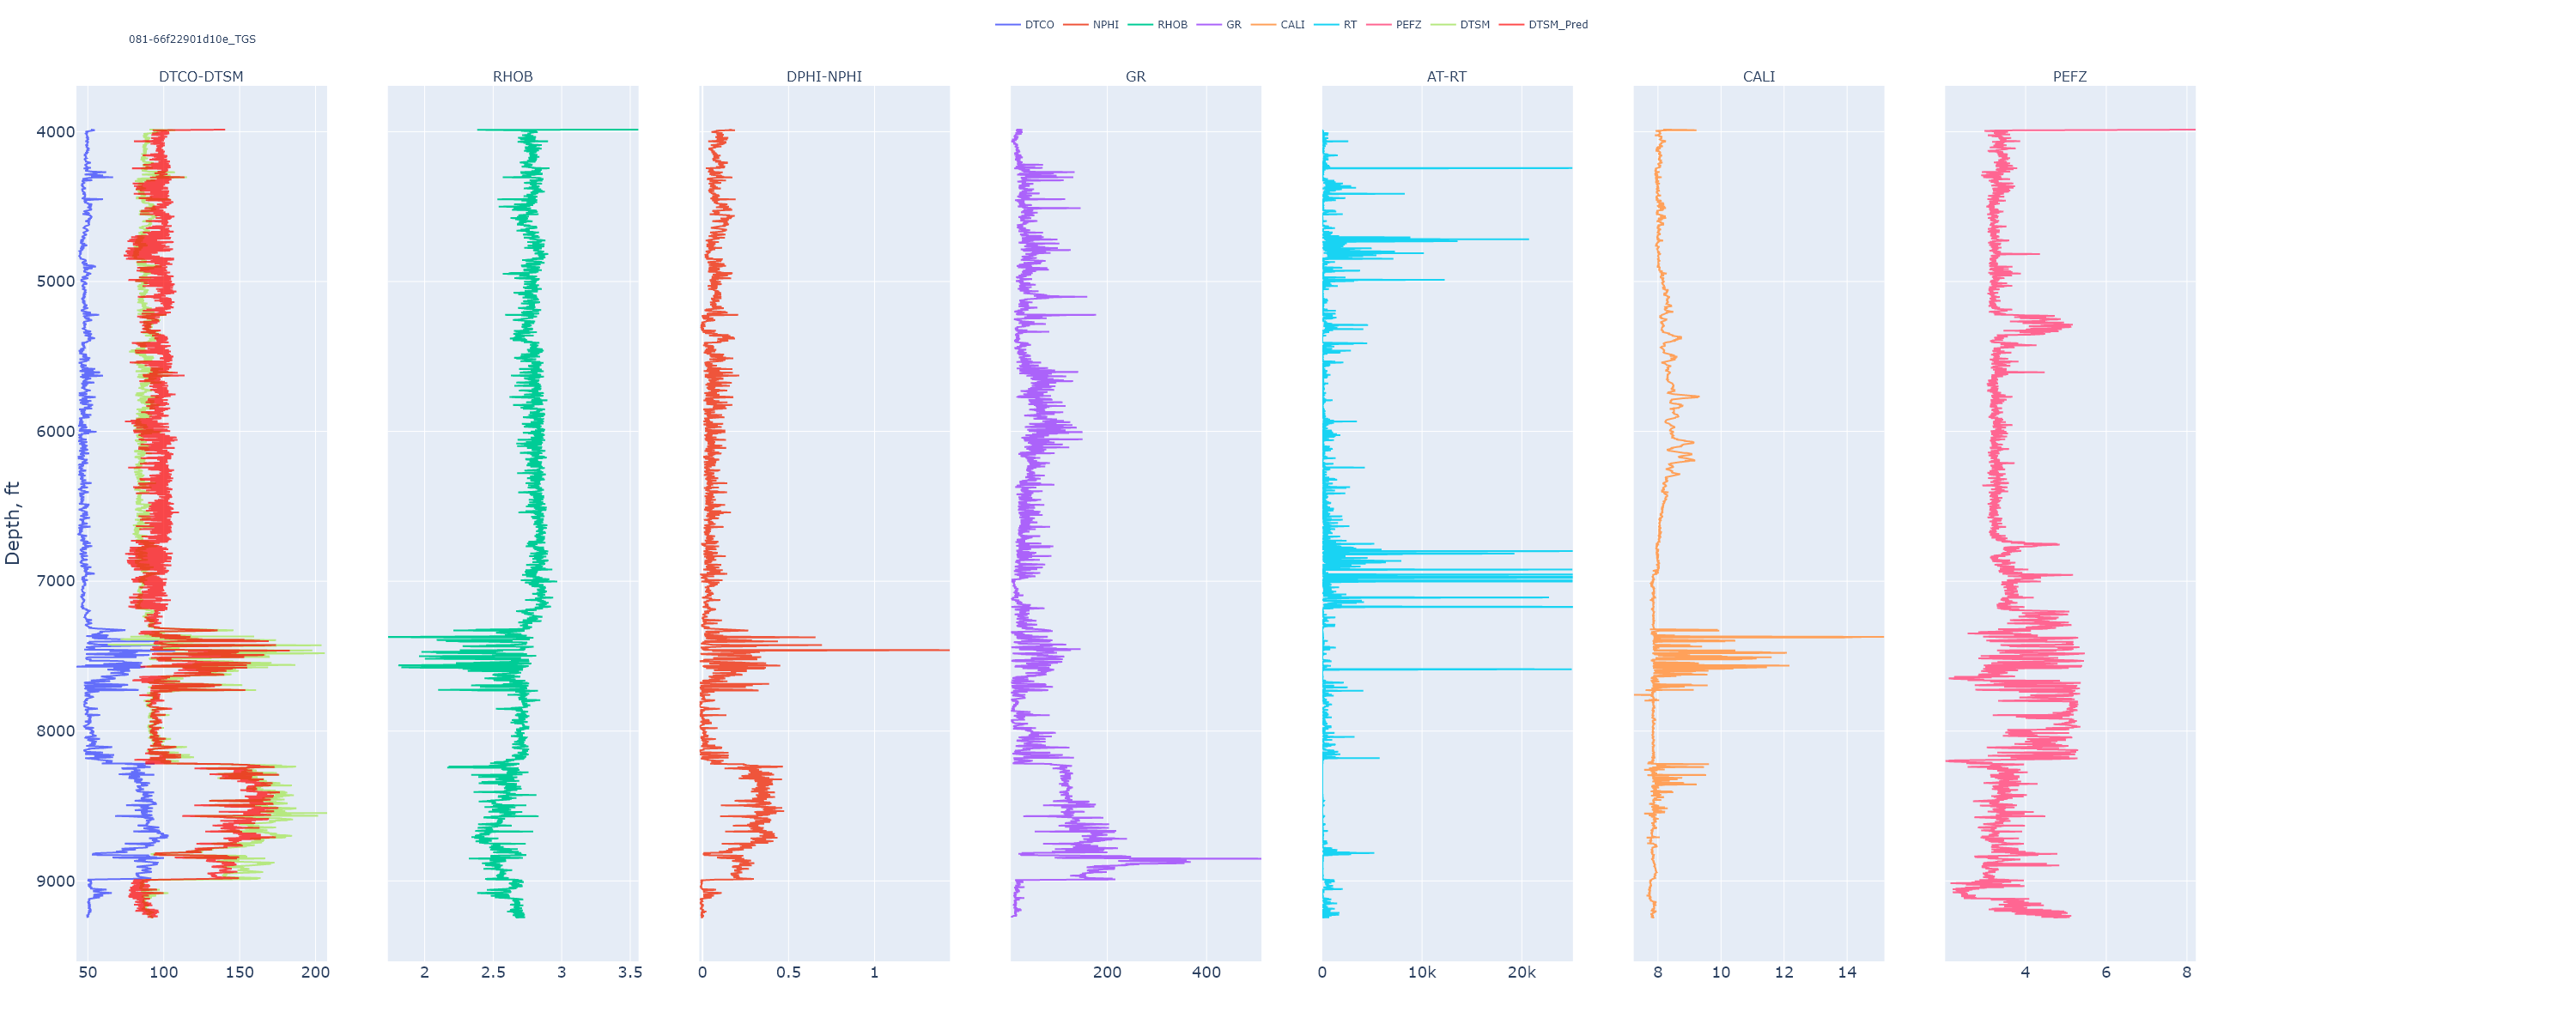 DTCO NPHI RHOB GR CALI RT PEFZ DTSM DTSM_Pred
081-66f22901d10e_TGS
DTCO-DTSM RHOB DPHI-NPHI GR AT-RT CALI PEFZ
4000
5000
6000
7000
8000
9000
Depth, ft
50 100 150 200 2 2.5 3 3.5 0 0.5 1 200 400 0 10k 20k 8 10 12 14 4 6 8